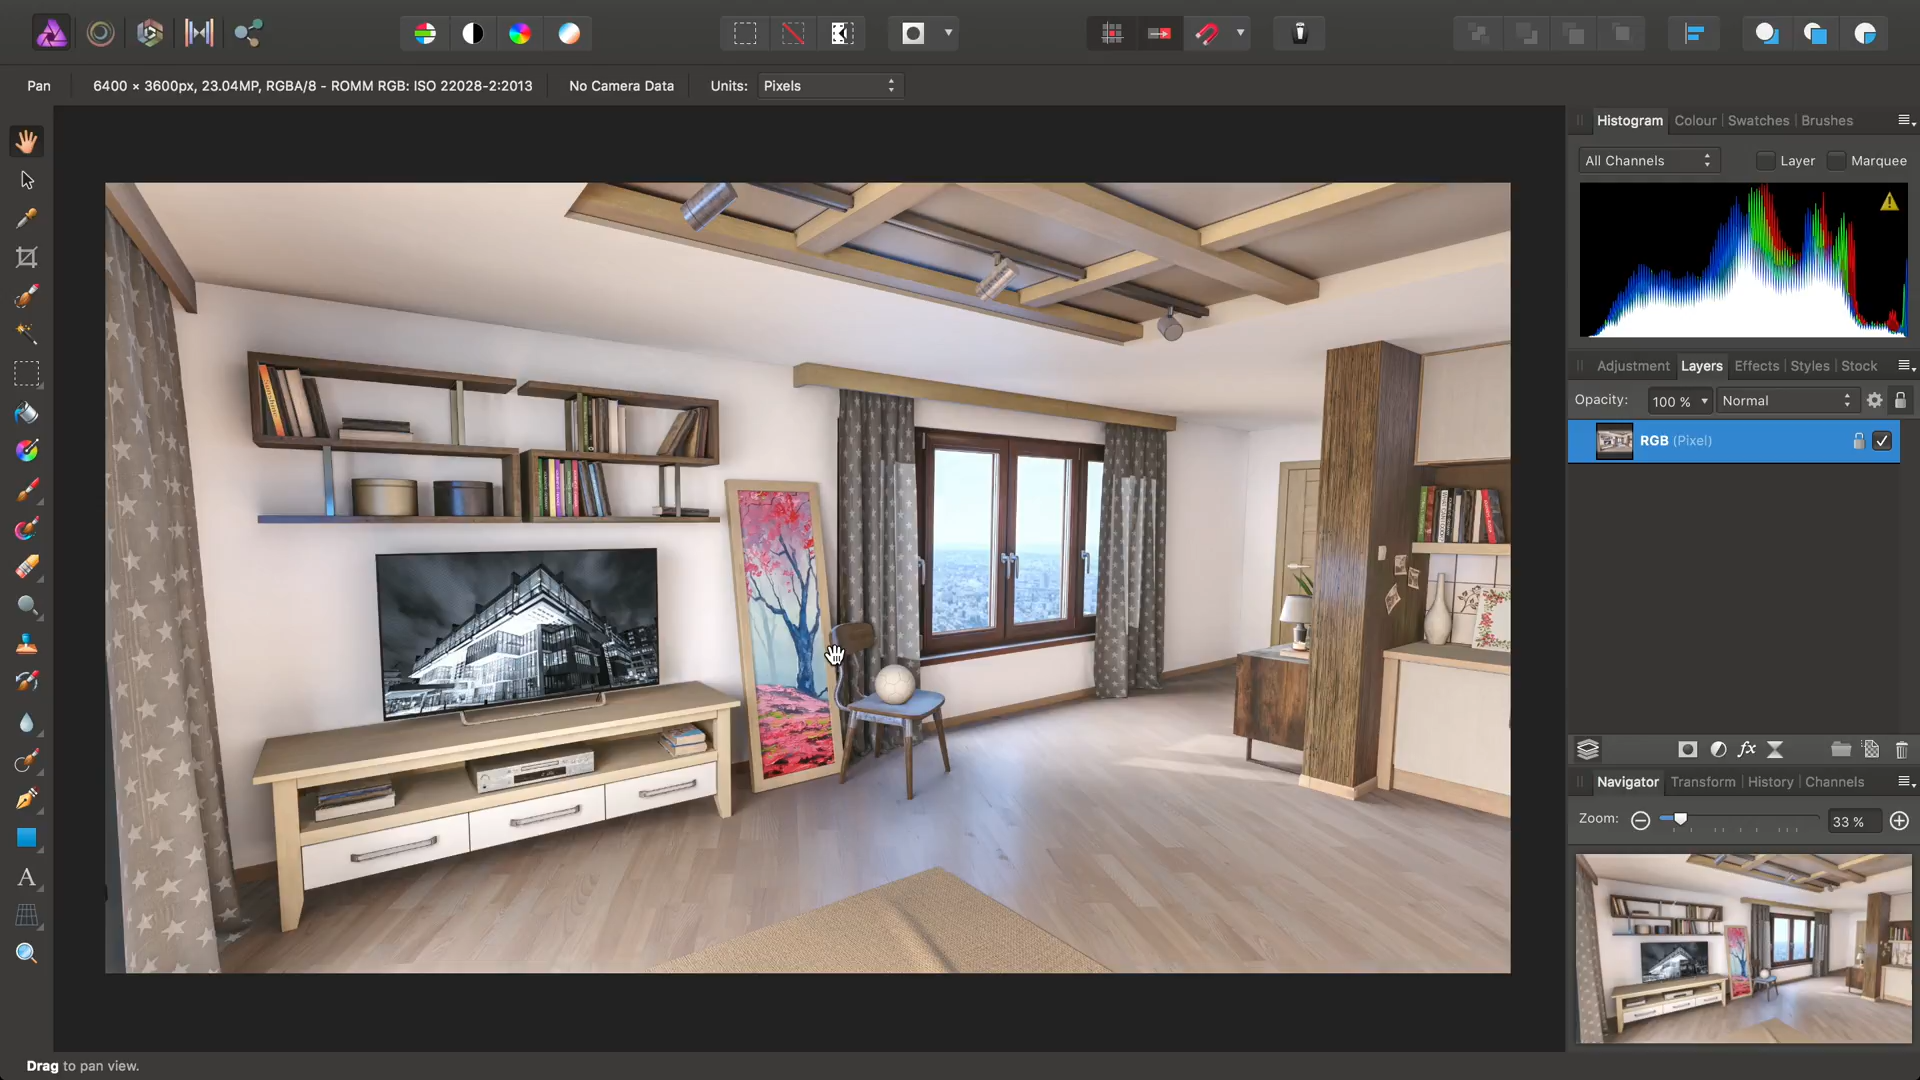 Pan
6400 × 3600px, 23.04MP, RGBA/8 - ROMM RGB: ISO 22028-2:2013
No Camera Data
Units: Pixels
Histogram Colour Swatches Brushes
All Channels Layer Marquee
Adjustment Layers Effects Styles Stock
Opacity: 100 % Normal
RGB (Pixel)
fx
Navigator Transform History Channels
Zoom: 33 %
A
Drag to pan view.